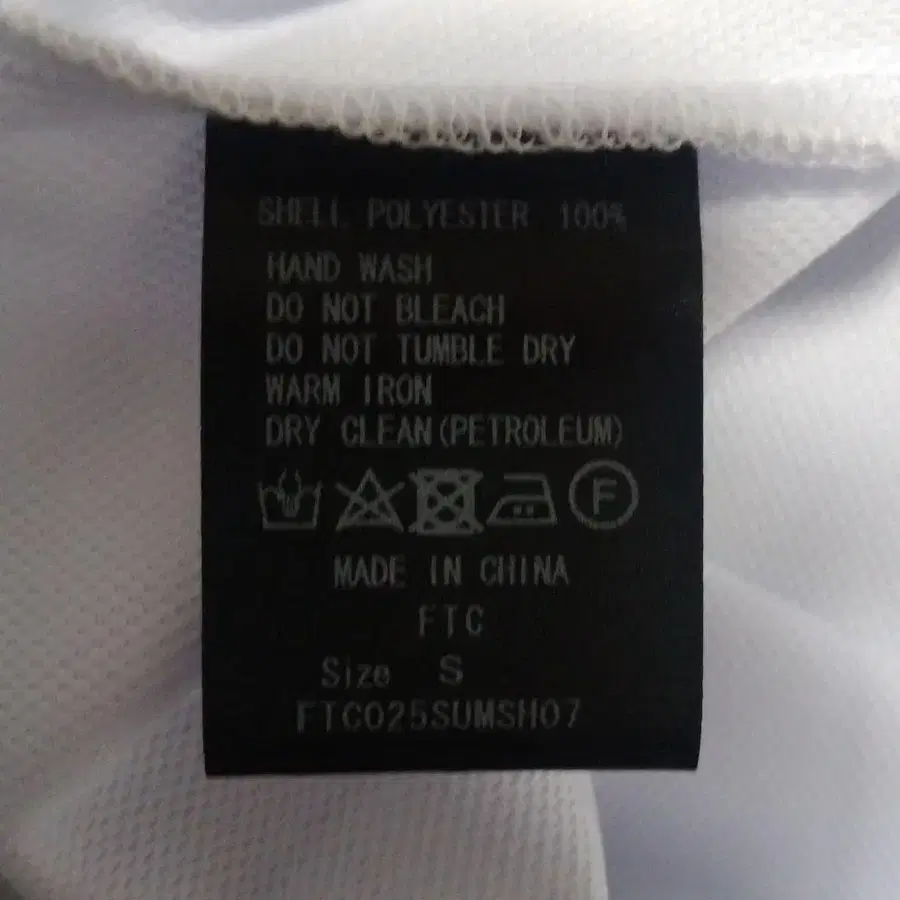 SHELL POLYESTER 100%
HAND WASH
DO NOT BLEACH
DO NOT TUMBLE DRY
WARM IRON
DRY CLEAN(PETROLEUM)
F
MADE IN CHINA
FTC
Size S
FTC025SUMSH07